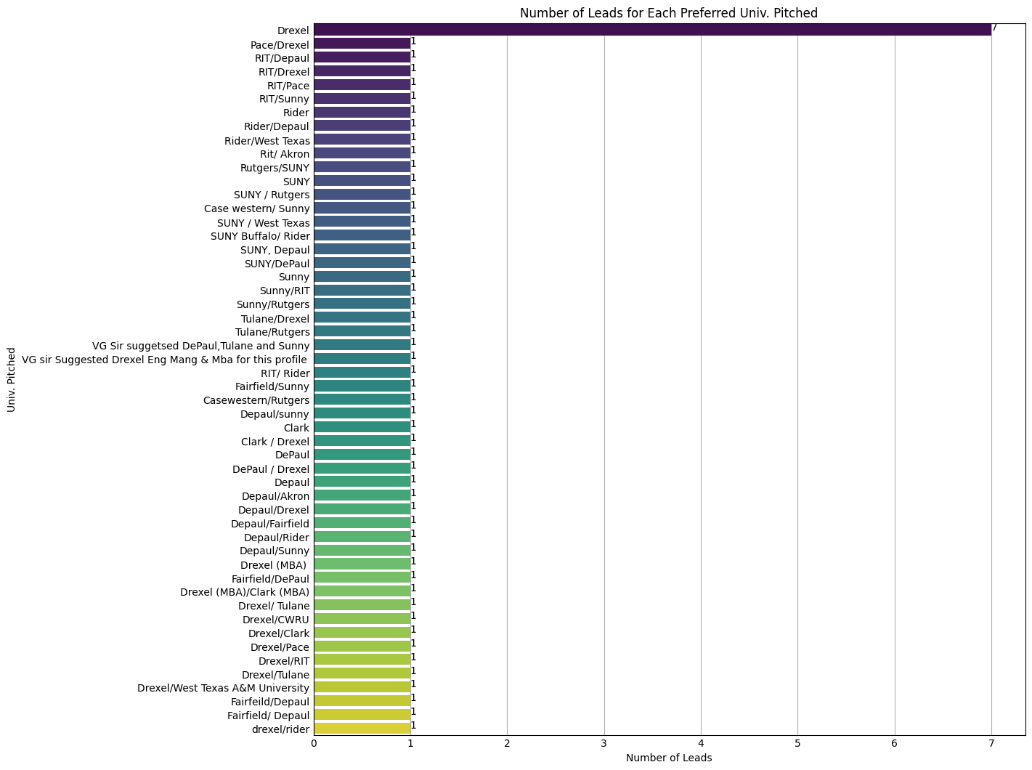 Number of Leads for Each Preferred Univ. Pitched
Drexel 7
Pace/Drexel 1
RIT/Depaul 1
RIT/Drexel 1
RIT/Pace 1
RIT/Sunny 1
Rider 1
Rider/Depaul 1
Rider/West Texas 1
Rit/ Akron 1
Rutgers/SUNY 1
SUNY 1
SUNY / Rutgers 1
Case western/ Sunny 1
SUNY / West Texas 1
SUNY Buffalo/ Rider 1
SUNY, Depaul 1
SUNY/DePaul 1
Sunny 1
Sunny/RIT 1
Sunny/Rutgers 1
Tulane/Drexel 1
Tulane/Rutgers 1
VG Sir suggetsed DePaul,Tulane and Sunny 1
VG sir Suggested Drexel Eng Mang & Mba for this profile 1
RIT/ Rider 1
Fairfield/Sunny 1
Casewestern/Rutgers 1
Depaul/sunny 1
Clark 1
Clark / Drexel 1
DePaul 1
DePaul / Drexel 1
Depaul 1
Depaul/Akron 1
Depaul/Drexel 1
Depaul/Fairfield 1
Depaul/Rider 1
Depaul/Sunny 1
Drexel (MBA) 1
Fairfield/DePaul 1
Drexel (MBA)/Clark (MBA) 1
Drexel/ Tulane 1
Drexel/CWRU 1
Drexel/Clark 1
Drexel/Pace 1
Drexel/RIT 1
Drexel/Tulane 1
Drexel/West Texas A&M University 1
Fairfeild/Depaul 1
Fairfield/ Depaul 1
drexel/rider 1
Univ. Pitched
0 1 2 3 4 5 6 7
Number of Leads